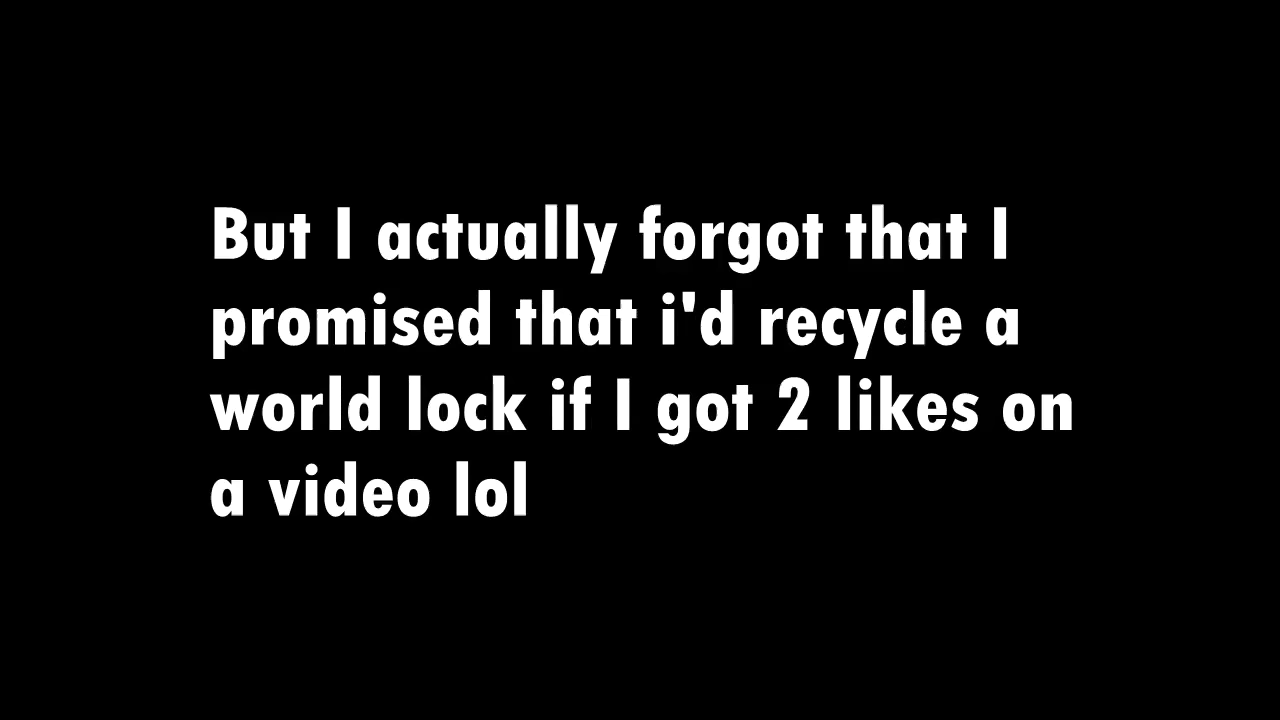 But I actually forgot that I
promised that i'd recycle a
world lock if I got 2 likes on
a video lol